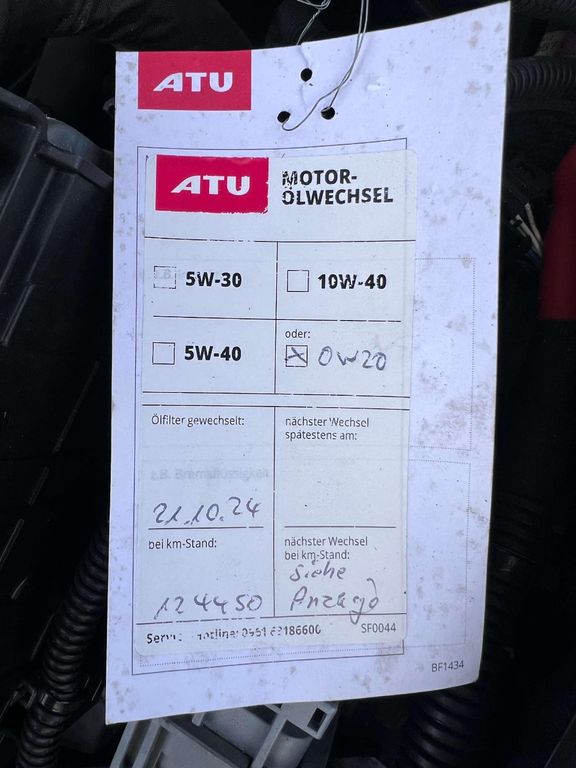 ATU
ATU
MOTOR-
ÖLWECHSEL
5W-30
10W-40
5W-40
oder:
0W20
Ölfilter gewechselt:
nächster Wechsel
spätestens am:
z.B. Bremsflüssigkeit
21.10.24
bei km-Stand:
nächster Wechsel
bei km-Stand:
siehe
124450
Anzeige
SF0044
BF1434